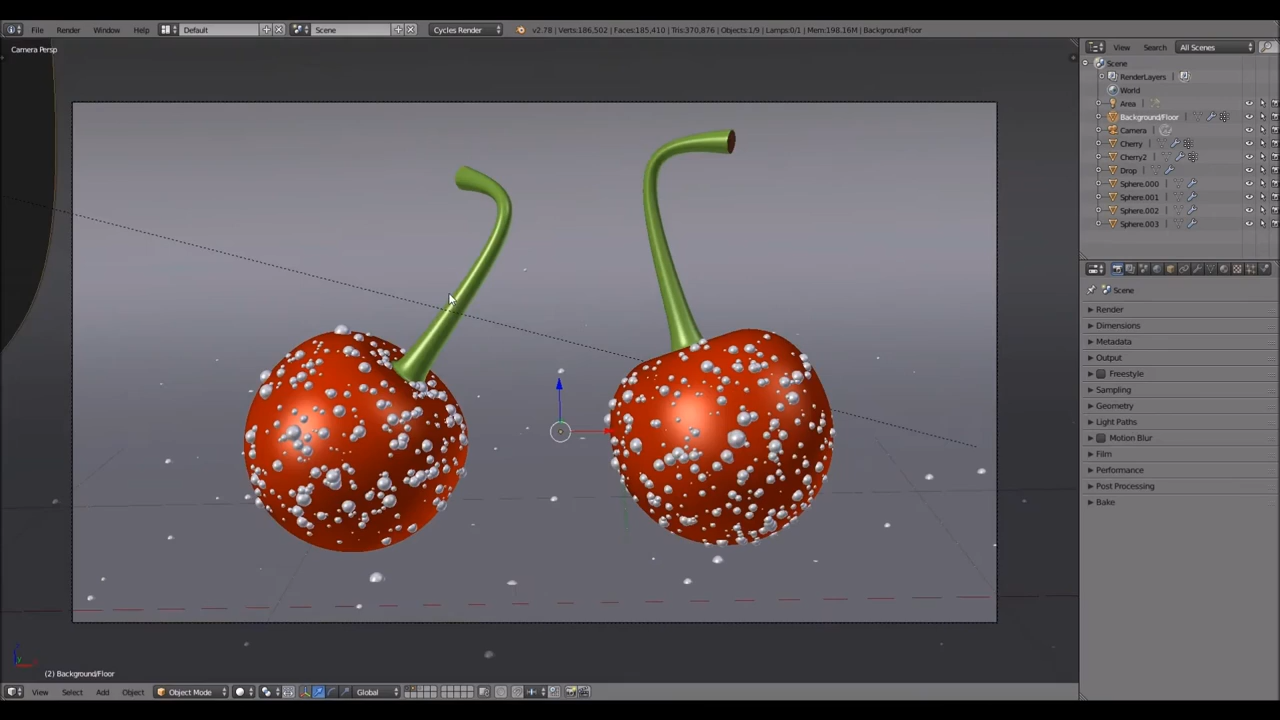 File Render Window Help Default Scene Cycles Render v2.78 | Verts:186,502 | Faces:185,410 | Tris:370,876 | Objects:1/9 | Lamps:0/1 | Mem:198.16M | Background/Floor
Camera Persp
View Search All Scenes
Scene
RenderLayers
World
Area
Background/Floor
Camera
Cherry
Cherry2
Drop
Sphere.000
Sphere.001
Sphere.002
Sphere.003
Scene
Render
Dimensions
Metadata
Output
Freestyle
Sampling
Geometry
Light Paths
Motion Blur
Film
Performance
Post Processing
Bake
(2) Background/Floor
View Select Add Object Object Mode Global